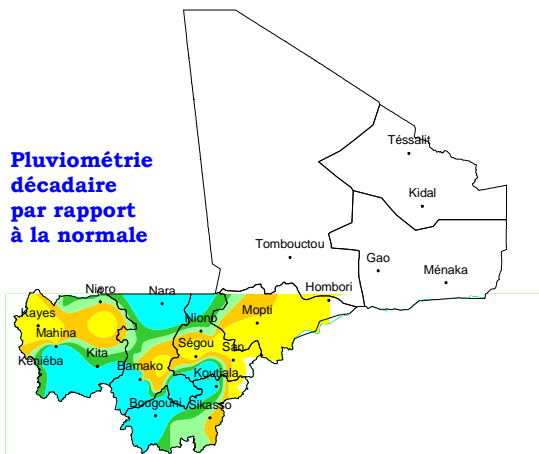 Pluviométrie
décadaire
par rapport
à la normale
Téssalit
Kidal
Tombouctou
Gao
Ménaka
Hombori
Nioro
Nara
Kayes
Mopti
Mahina
Niono
Ségou
San
Kéniéba
Kita
Bamako
Koutiala
Bougouni
Sikasso